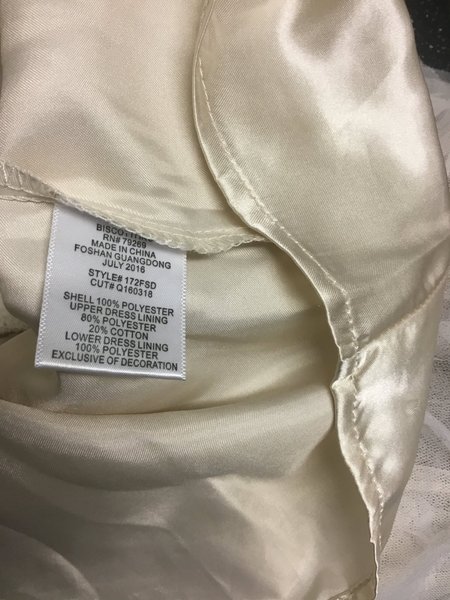 RN# 79269
MADE IN CHINA
FOSHAN GUANGDONG
JULY 2016
STYLE# 172FSD
CUT# Q160318
SHELL 100% POLYESTER
UPPER DRESS LINING
80% POLYESTER
20% COTTON
LOWER DRESS LINING
100% POLYESTER
EXCLUSIVE OF DECORATION